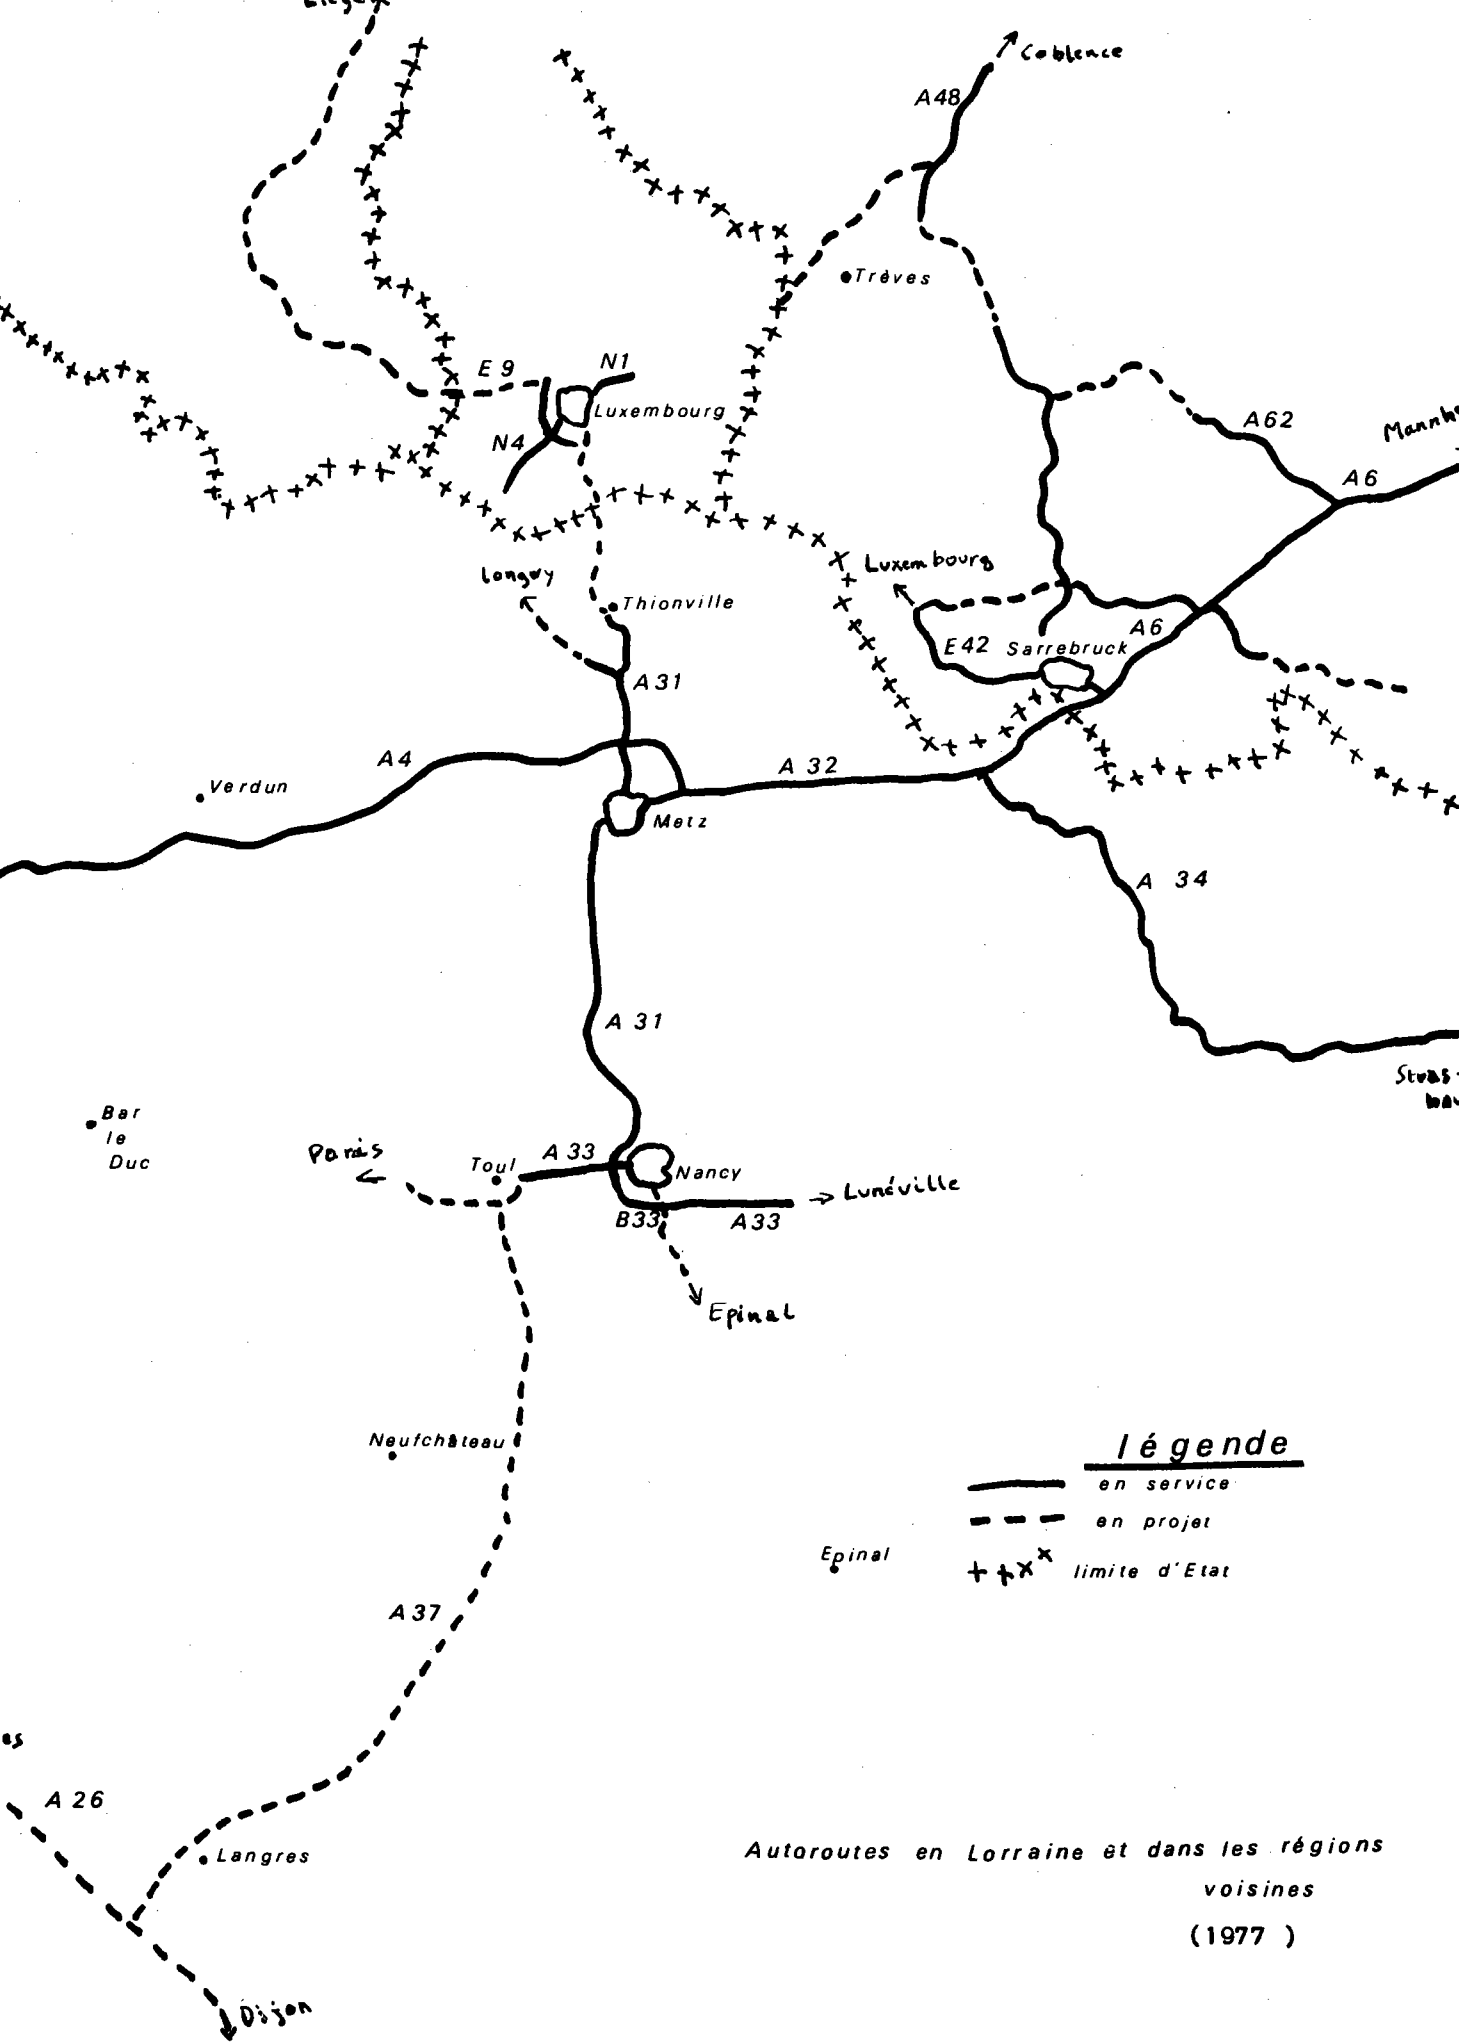 Coblence
A48
Trèves
E 9
N1
Luxembourg
N4
A62
A6
Longwy
Luxembourg
Thionville
A6
E42
Sarrebruck
A31
A4
A 32
Verdun
Metz
A 34
A 31
Bar
le
Duc
Paris
Toul
A 33
Nancy
Lunéville
B33
A33
Epinal
Neufchâteau
légende
en service
en projet
limite d'Etat
Epinal
A 37
A 26
Langres
Autoroutes en Lorraine et dans les régions
voisines
(1977 )
Dijon